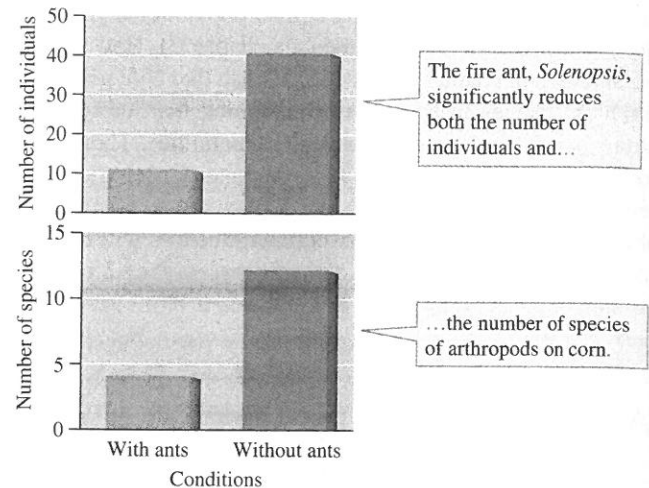 50
40
30
20
10
0
Number of individuals
The fire ant, Solenopsis,
significantly reduces
both the number of
individuals and…
15
10
5
0
Number of species
…the number of species
of arthropods on corn.
With ants
Without ants
Conditions